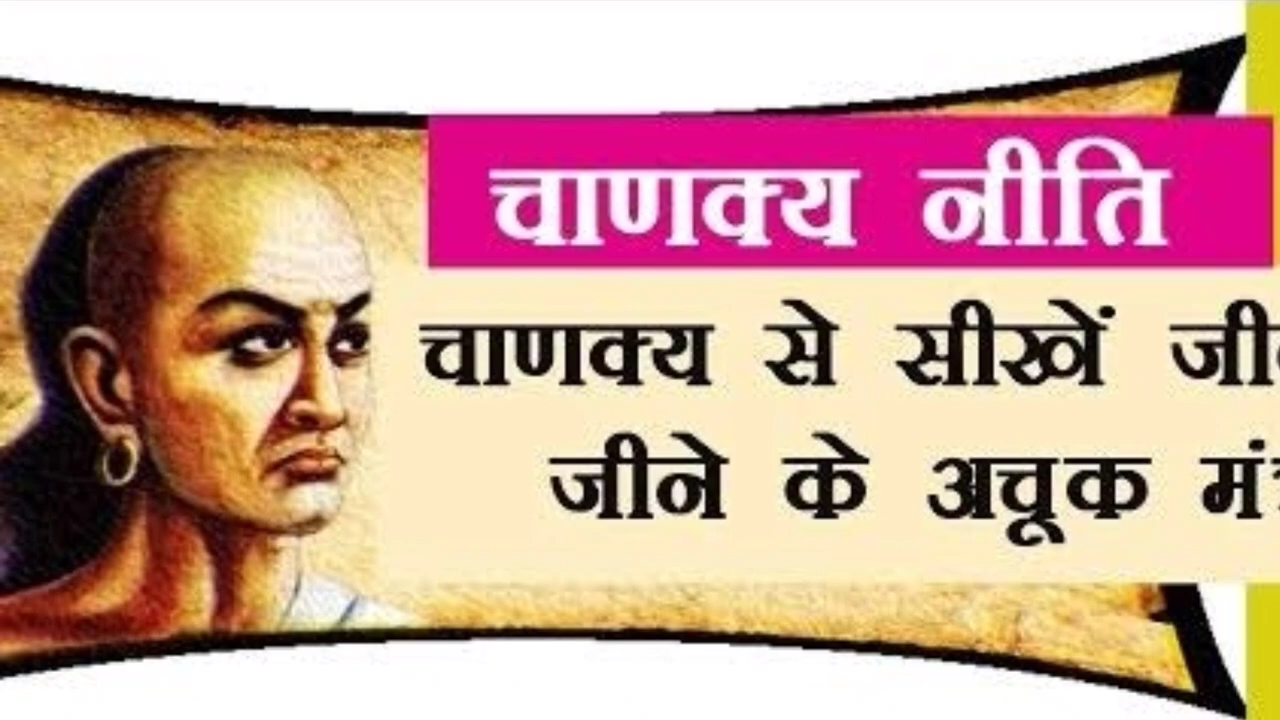 चाणक्य नीति
चाणक्य से सीखें
जीने के अचूक